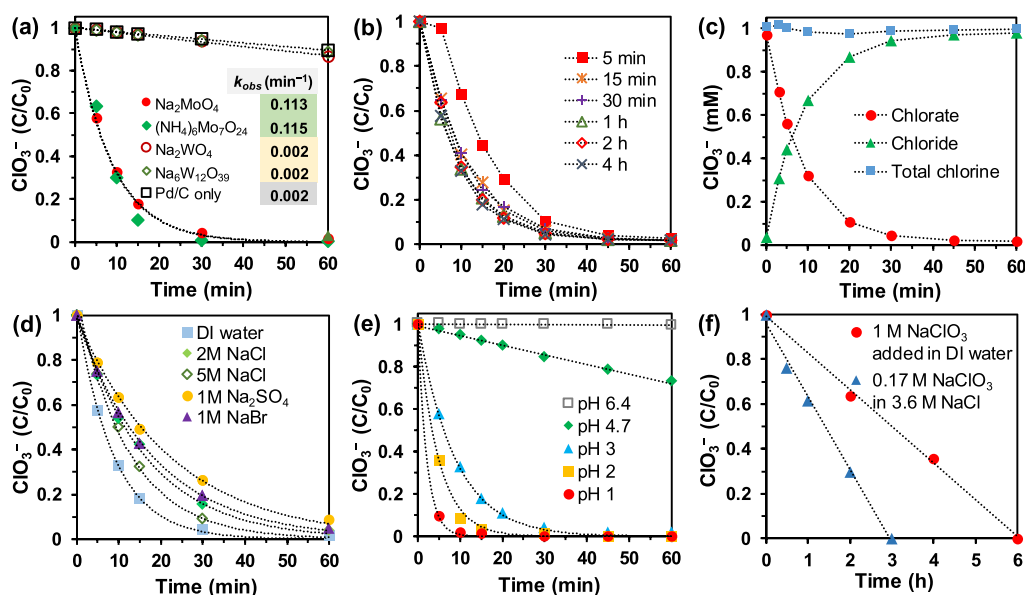 (a)
ClO₃⁻ (C/C₀)
1
0.8
0.6
0.4
0.2
0
k_obs (min⁻¹)
Na₂MoO₄ 0.113
(NH₄)₆Mo₇O₂₄ 0.115
Na₂WO₄ 0.002
Na₆W₁₂O₃₉ 0.002
Pd/C only 0.002
0 10 20 30 40 50 60
Time (min)
(b)
ClO₃⁻ (C/C₀)
1
0.8
0.6
0.4
0.2
0
5 min
15 min
30 min
1 h
2 h
4 h
0 10 20 30 40 50 60
Time (min)
(c)
ClO₃⁻ (mM)
1
0.8
0.6
0.4
0.2
0
Chlorate
Chloride
Total chlorine
0 10 20 30 40 50 60
Time (min)
(d)
ClO₃⁻ (C/C₀)
1
0.8
0.6
0.4
0.2
0
DI water
2M NaCl
5M NaCl
1M Na₂SO₄
1M NaBr
0 10 20 30 40 50 60
Time (min)
(e)
ClO₃⁻ (C/C₀)
1
0.8
0.6
0.4
0.2
0
pH 6.4
pH 4.7
pH 3
pH 2
pH 1
0 10 20 30 40 50 60
Time (min)
(f)
ClO₃⁻ (C/C₀)
1
0.8
0.6
0.4
0.2
0
1 M NaClO₃
added in DI water
0.17 M NaClO₃
in 3.6 M NaCl
0 1 2 3 4 5 6
Time (h)